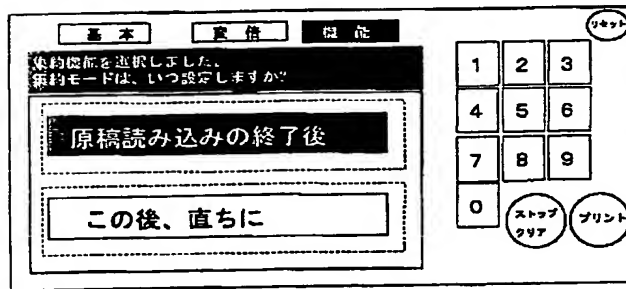 基本 変倍 機能
リセット
集約機能を選択しました。
集約モードは、いつ設定しますか?
原稿読み込みの終了後
この後、直ちに
1 2 3
4 5 6
7 8 9
0
ストップ
クリア
プリント